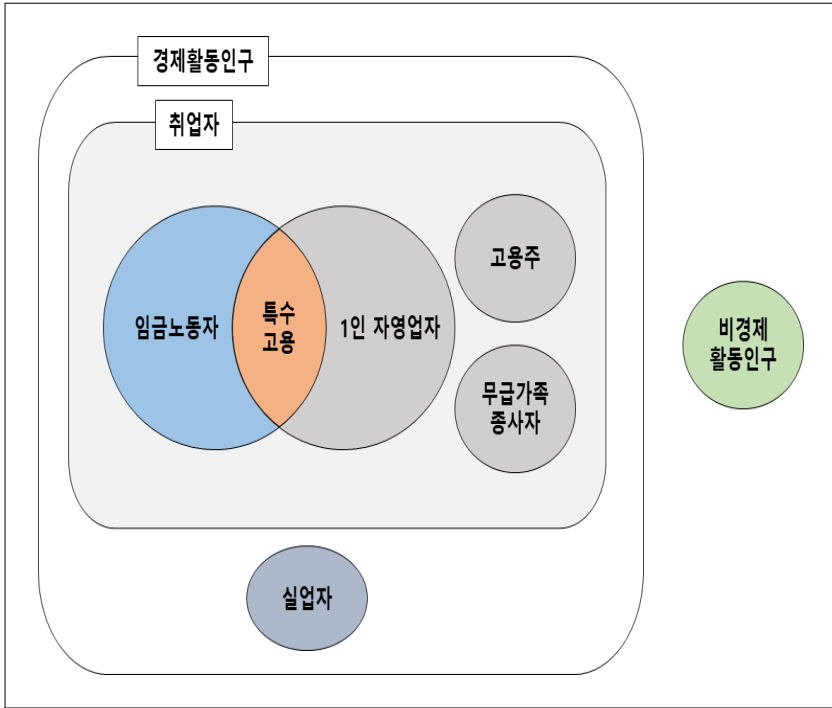 경제활동인구
취업자
임금노동자
특수
고용
1인 자영업자
고용주
무급가족
종사자
비경제
활동인구
실업자